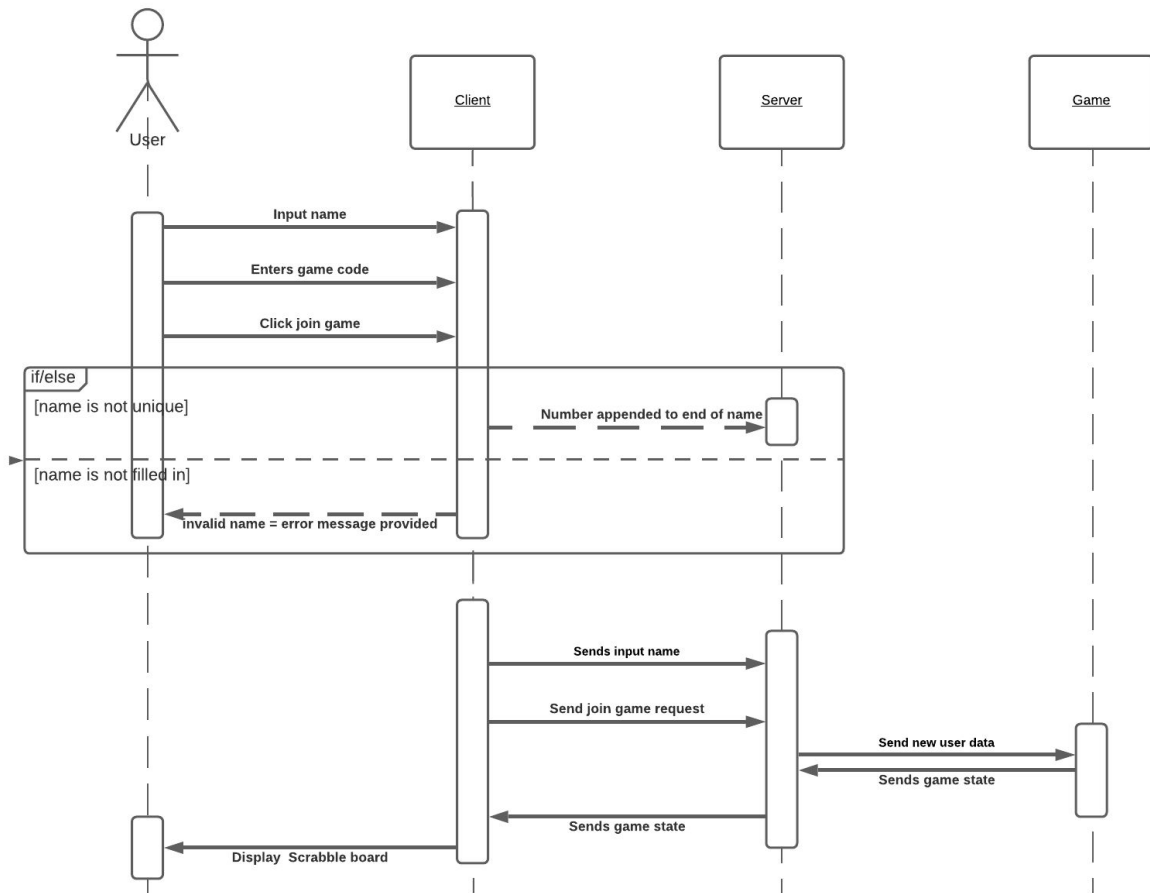 User
Client
Server
Game
Input name
Enters game code
Click join game
if/else
[name is not unique]
Number appended to end of name
[name is not filled in]
invalid name = error message provided
Sends input name
Send join game request
Send new user data
Sends game state
Sends game state
Display Scrabble board